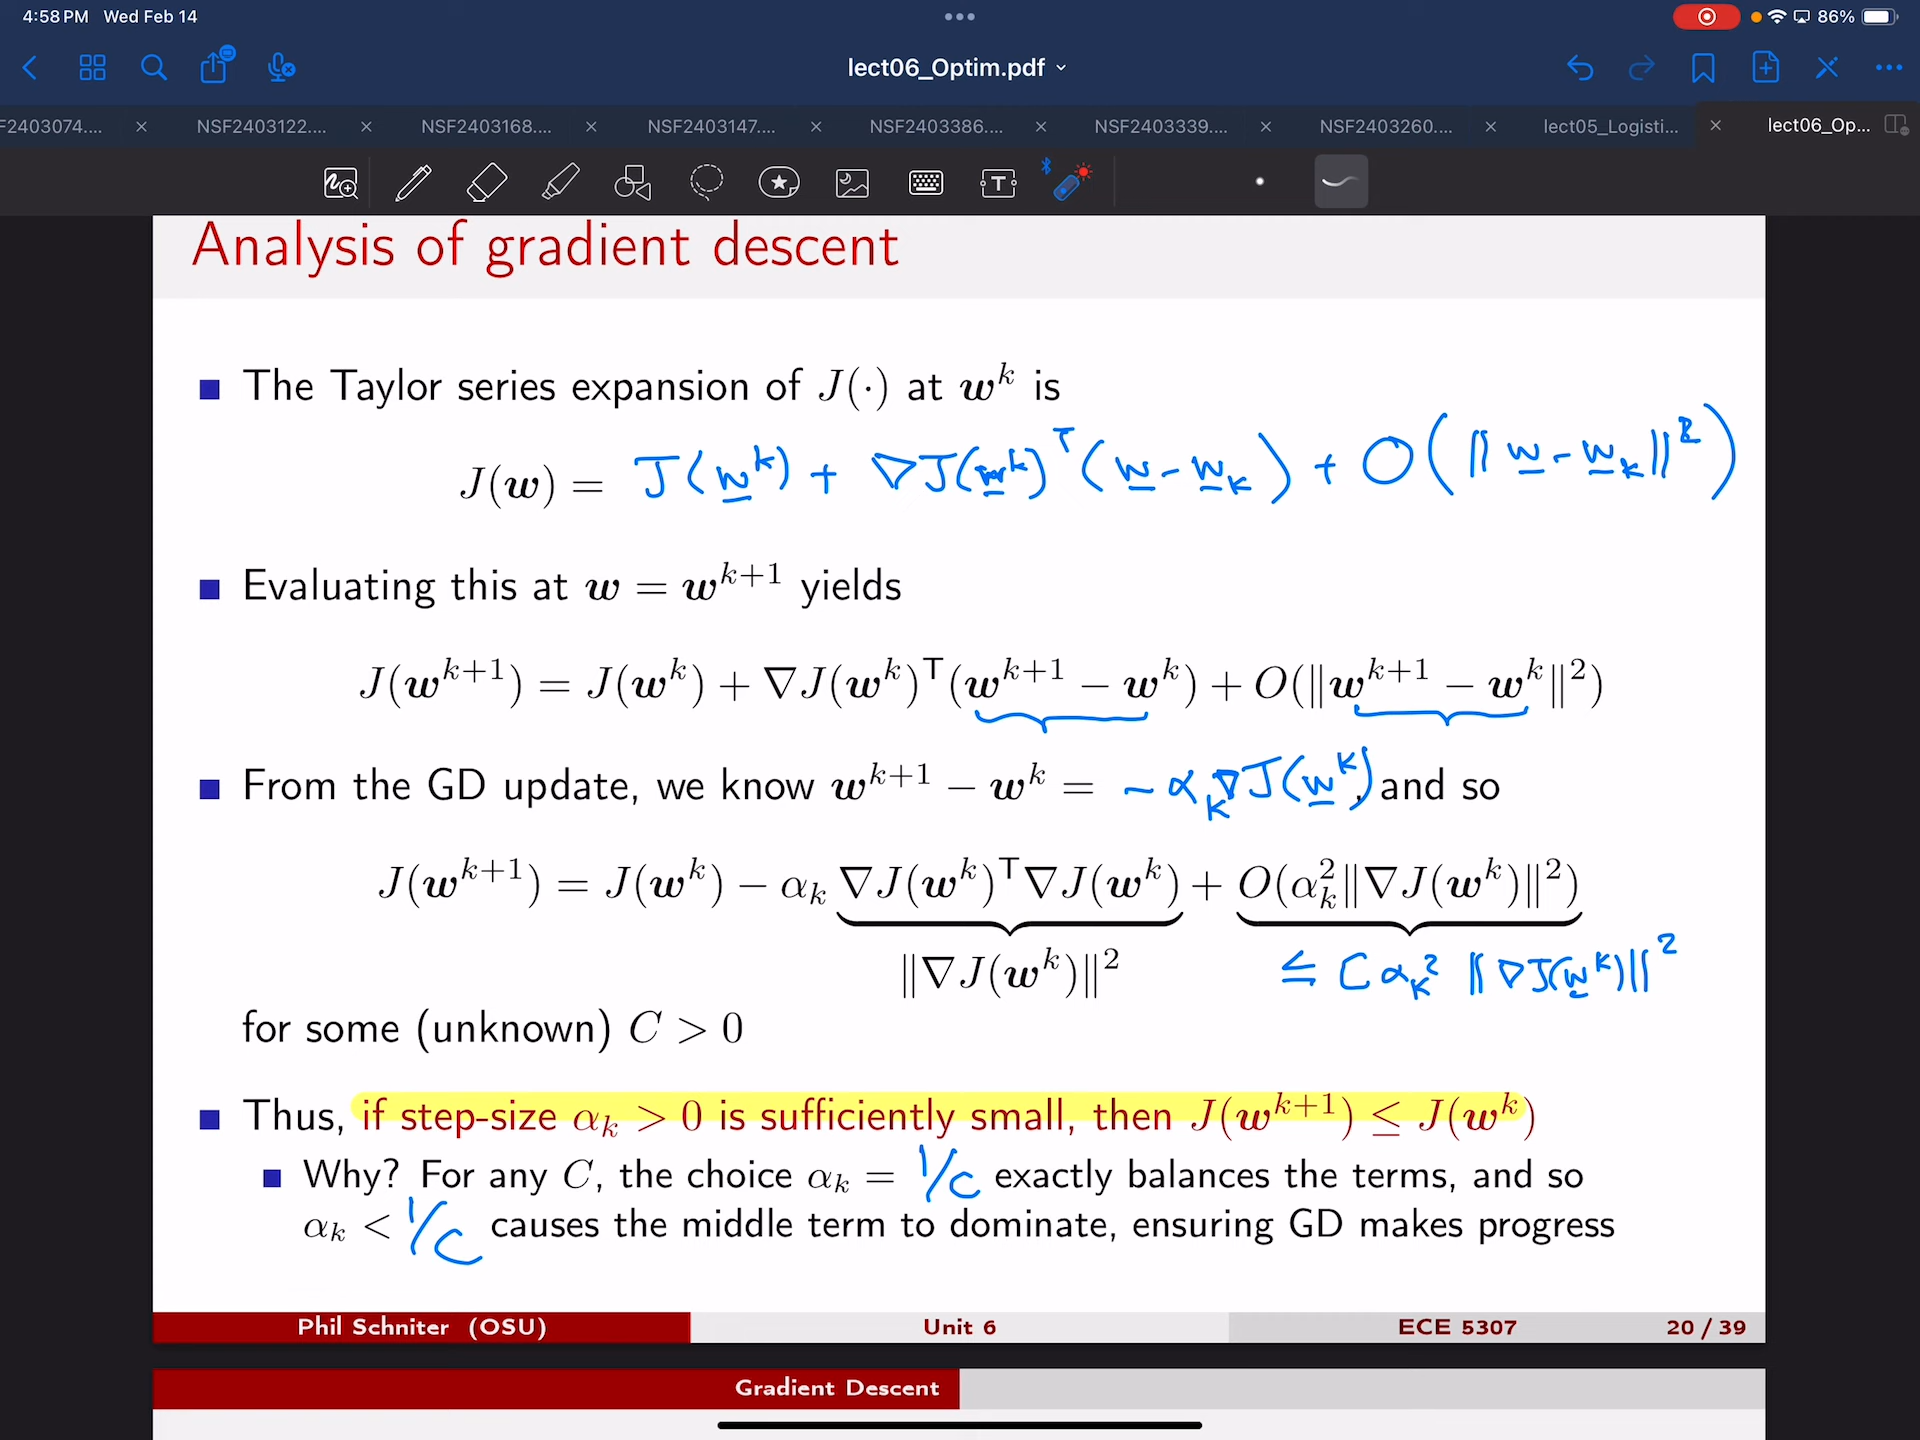 4:58 PM Wed Feb 14
86%
lect06_Optim.pdf
F2403074.... NSF2403122.... NSF2403168.... NSF2403147.... NSF2403386.... NSF2403339.... NSF2403260.... lect05_Logisti... lect06_Op...
T
Analysis of gradient descent
■ The Taylor series expansion of J(·) at w^k is
J(w) = J(w^k) + ∇J(w^k)^T (w - w_k) + O(||w - w_k||^2)
■ Evaluating this at w = w^{k+1} yields
J(w^{k+1}) = J(w^k) + ∇J(w^k)^T(w^{k+1} − w^k) + O(‖w^{k+1} − w^k‖^2)
■ From the GD update, we know w^{k+1} − w^k = -α_k ∇J(w^k), and so
J(w^{k+1}) = J(w^k) − α_k ∇J(w^k)^T∇J(w^k) + O(α_k^2‖∇J(w^k)‖^2)
‖∇J(w^k)‖^2 ≤ C α_k^2 ||∇J(w^k)||^2
for some (unknown) C > 0
■ Thus, if step-size α_k > 0 is sufficiently small, then J(w^{k+1}) ≤ J(w^k)
■ Why? For any C, the choice α_k = 1/C exactly balances the terms, and so
α_k < 1/C causes the middle term to dominate, ensuring GD makes progress
Phil Schniter (OSU) Unit 6 ECE 5307 20 / 39
Gradient Descent